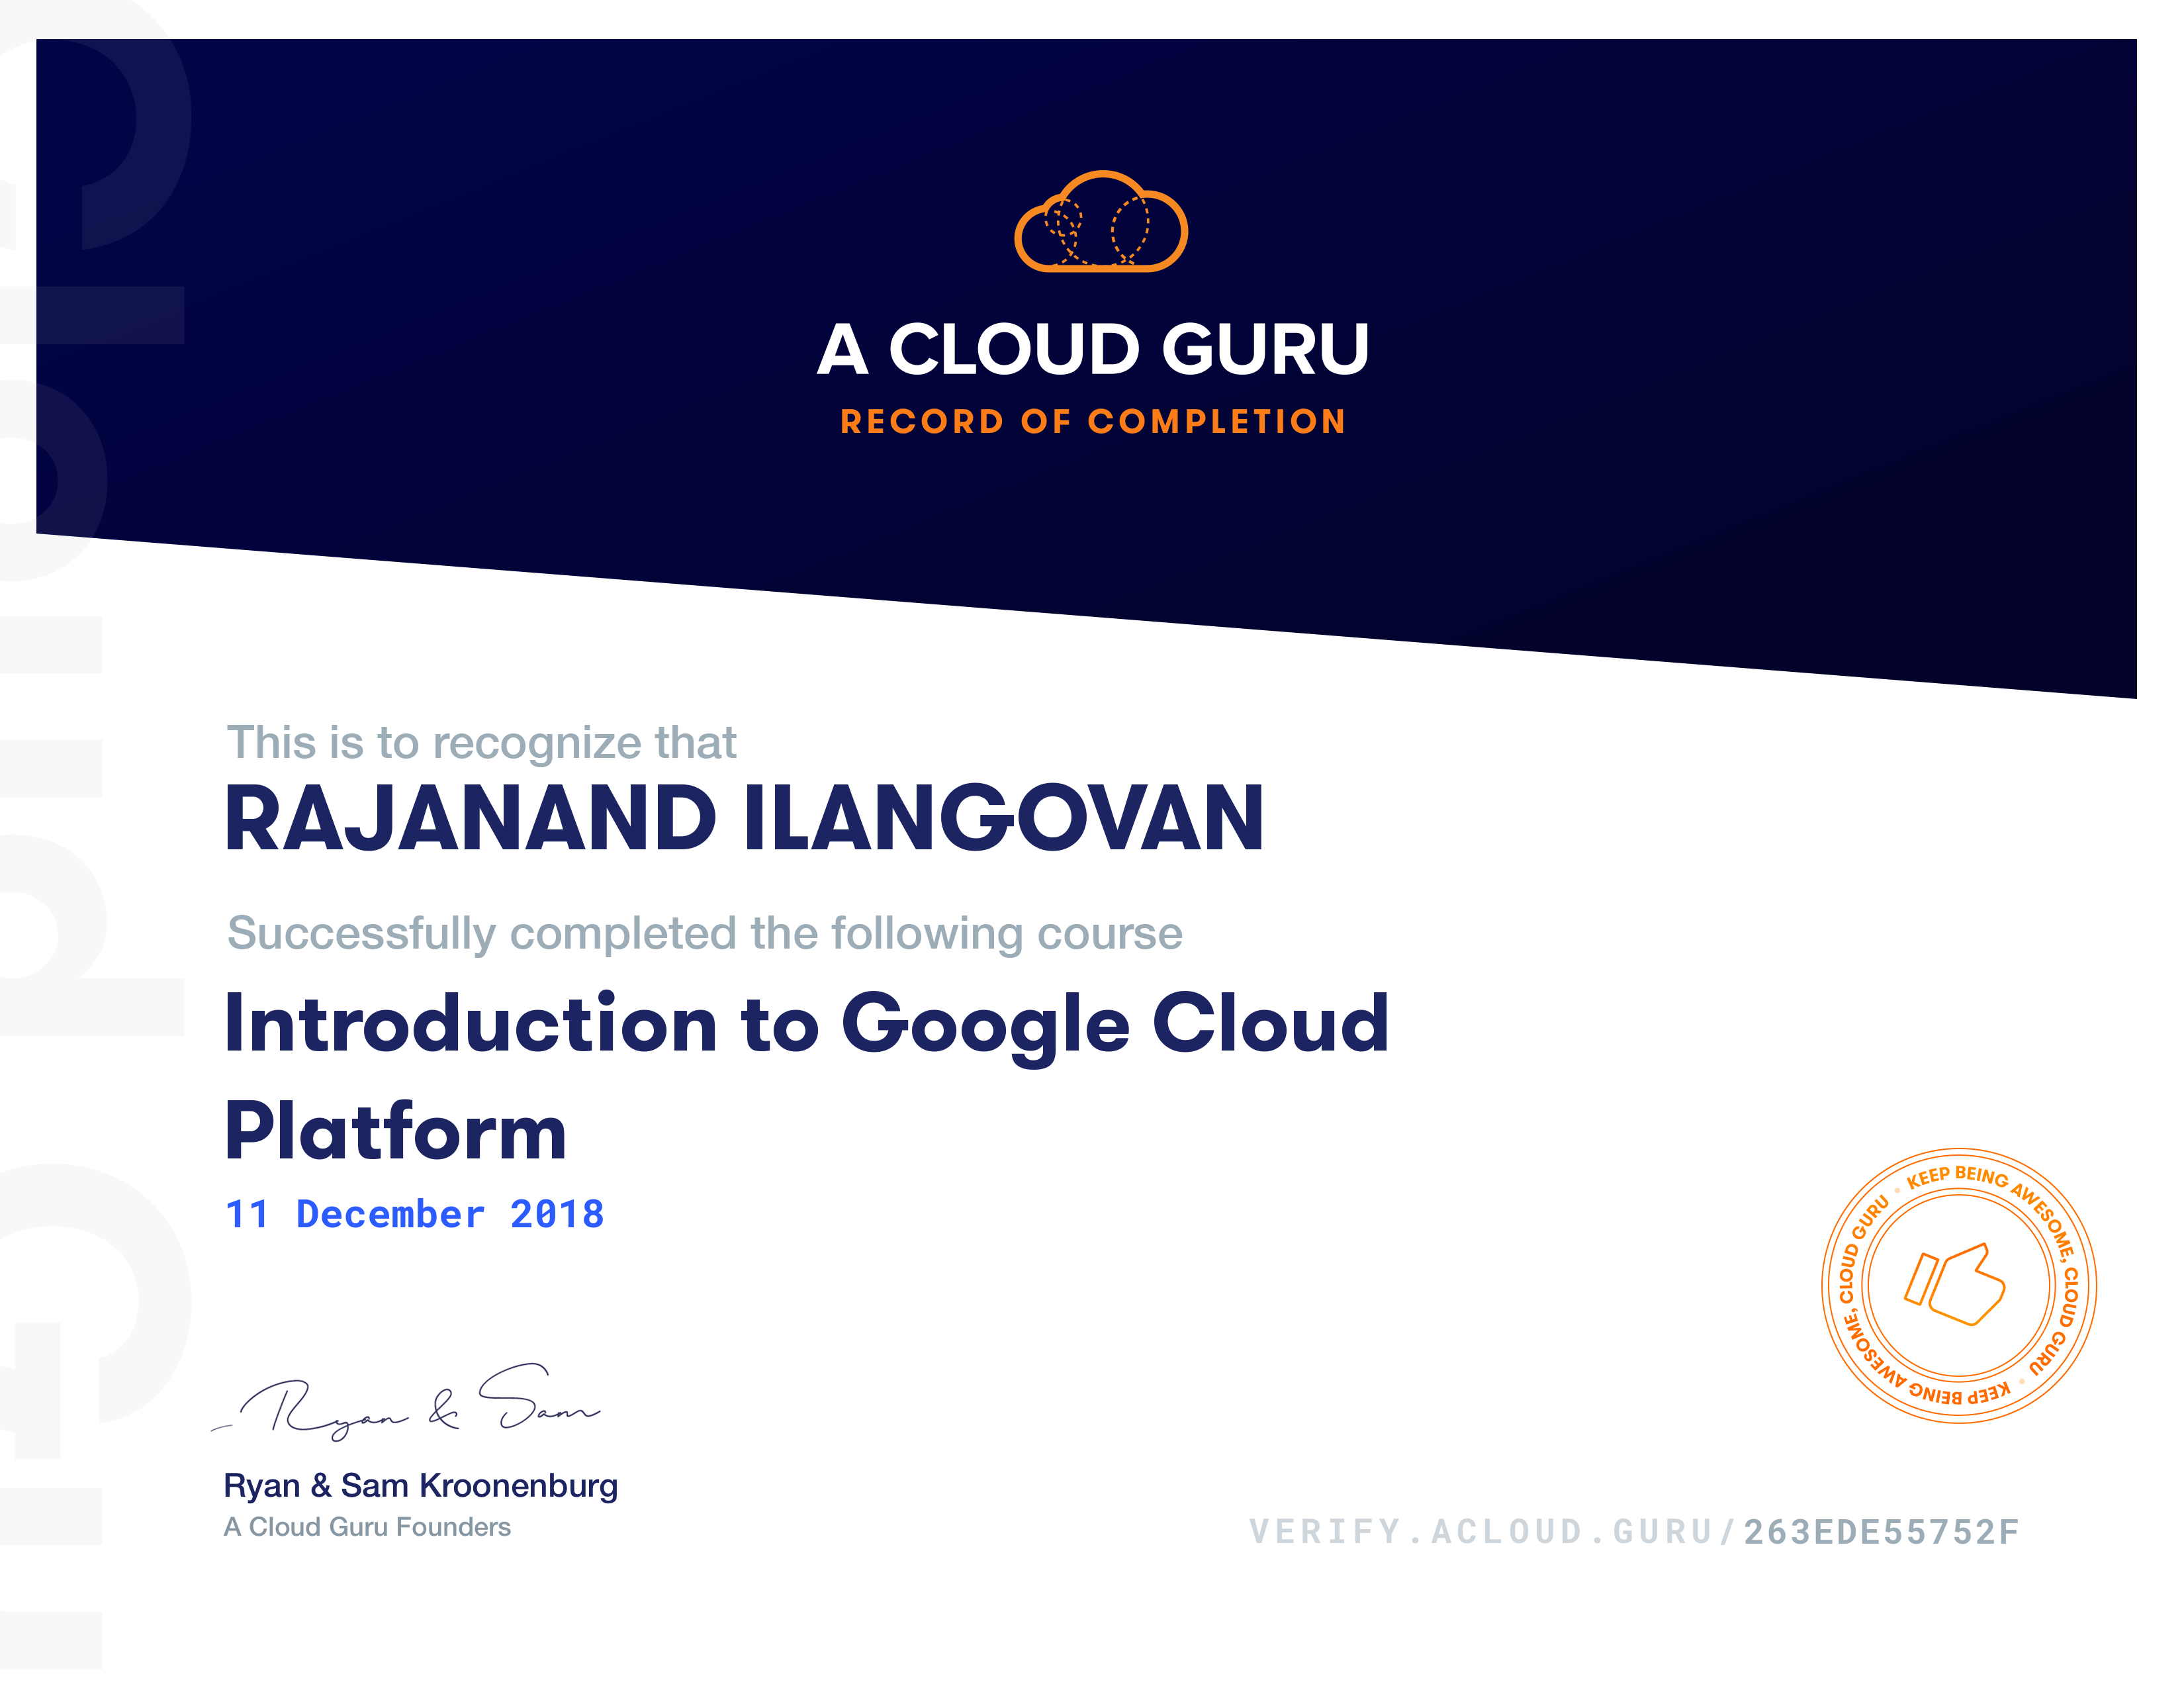 A CLOUD GURU
RECORD OF COMPLETION
This is to recognize that
RAJANAND ILANGOVAN
Successfully completed the following course
Introduction to Google Cloud
Platform
11 December 2018
KEEP BEING AWESOME, CLOUD GURU • KEEP BEING AWESOME, CLOUD GURU •
Ryan & Sam
Ryan & Sam Kroonenburg
A Cloud Guru Founders
VERIFY.ACLOUD.GURU/263EDE55752F